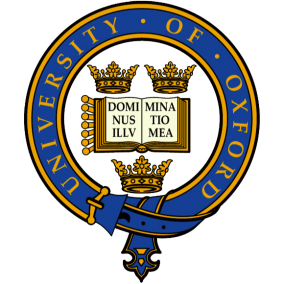 UNIVERSITY · OF · OXFORD
DOMI MINA
NUS TIO
ILLV MEA